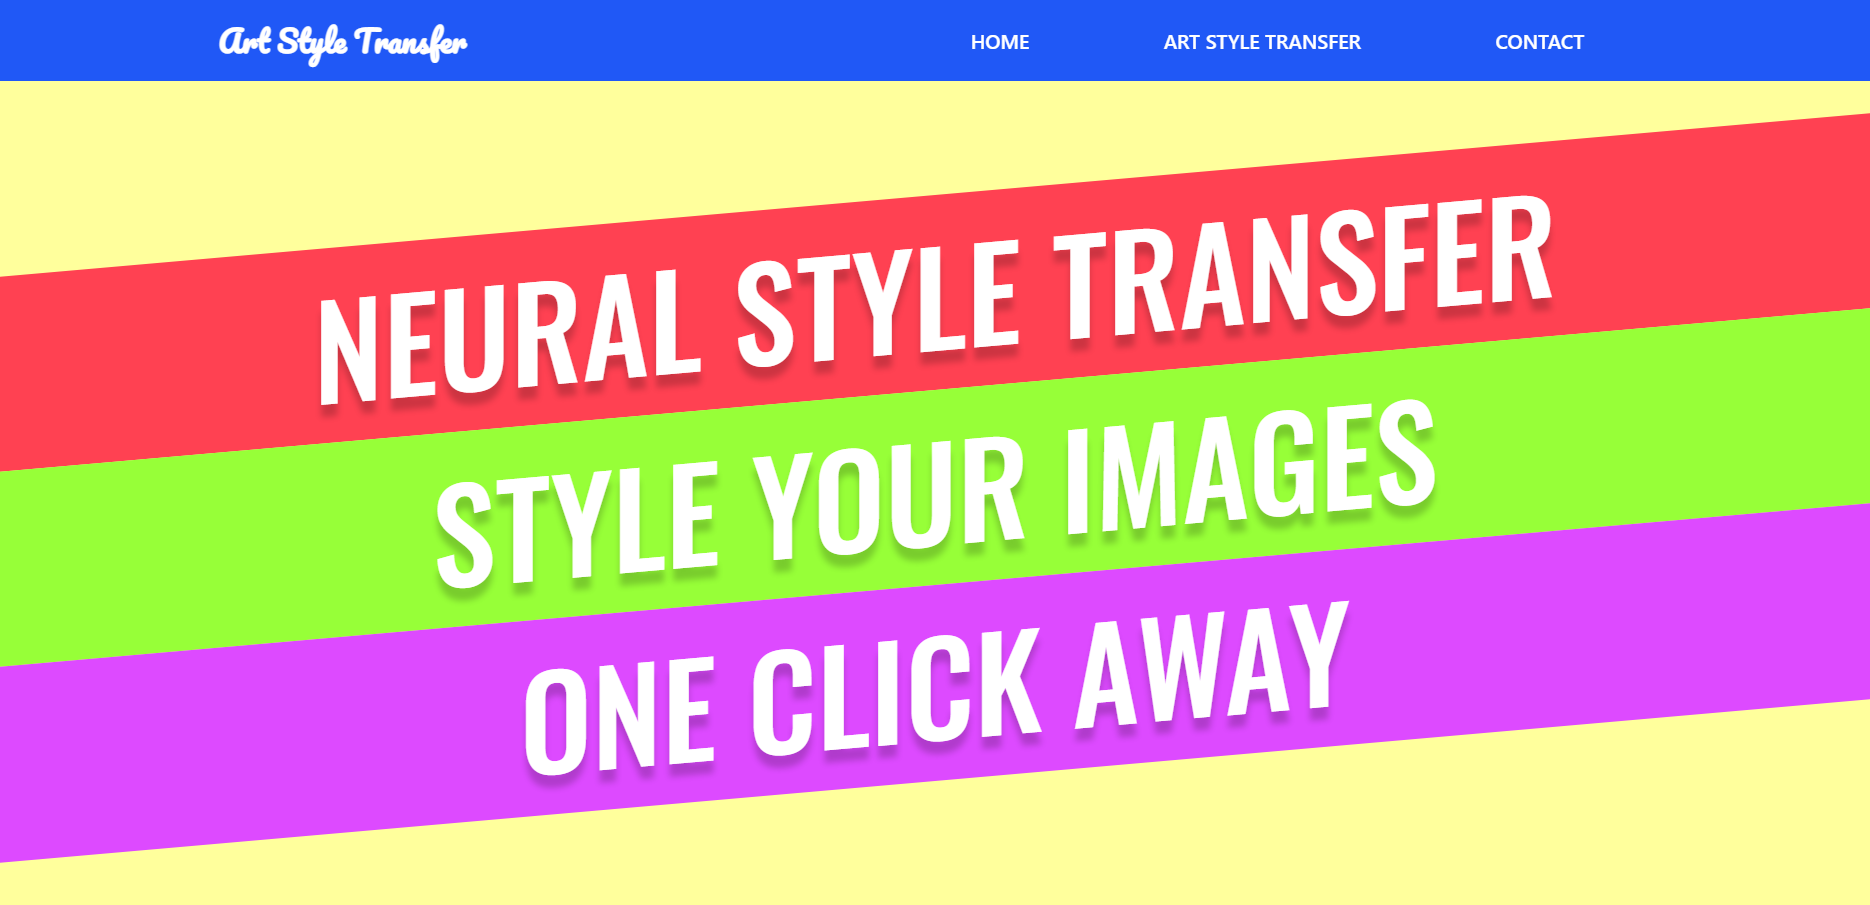 Art Style Transfer
HOME ART STYLE TRANSFER CONTACT
NEURAL STYLE TRANSFER
STYLE YOUR IMAGES
ONE CLICK AWAY